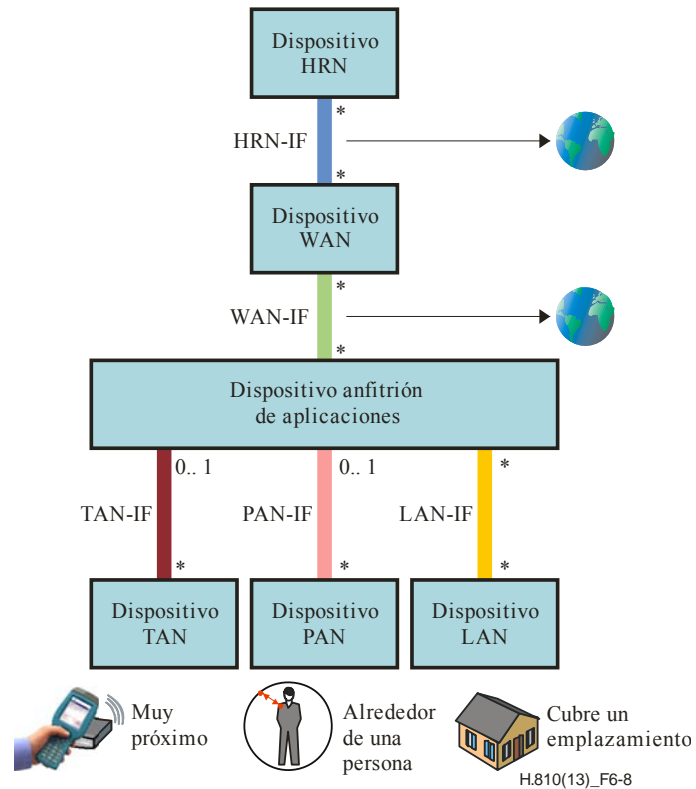 Dispositivo
HRN
*
HRN-IF
*
Dispositivo
WAN
*
WAN-IF
*
Dispositivo anfitrión
de aplicaciones
0.. 1
0.. 1
*
TAN-IF
PAN-IF
LAN-IF
*
*
*
Dispositivo
TAN
Dispositivo
PAN
Dispositivo
LAN
Muy
próximo
Alrededor
de una
persona
Cubre un
emplazamiento
H.810(13)_F6-8